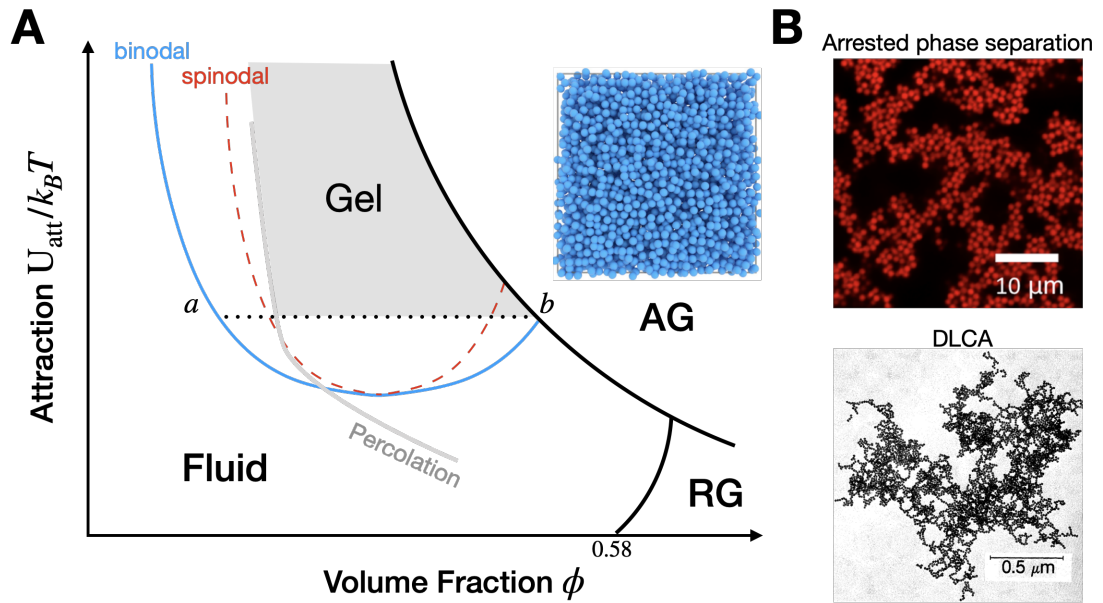 A
binodal
spinodal
Gel
a
b
AG
Percolation
Fluid
RG
0.58
Attraction U_att/k_BT
Volume Fraction ϕ
B
Arrested phase separation
10 μm
DLCA
0.5 μm